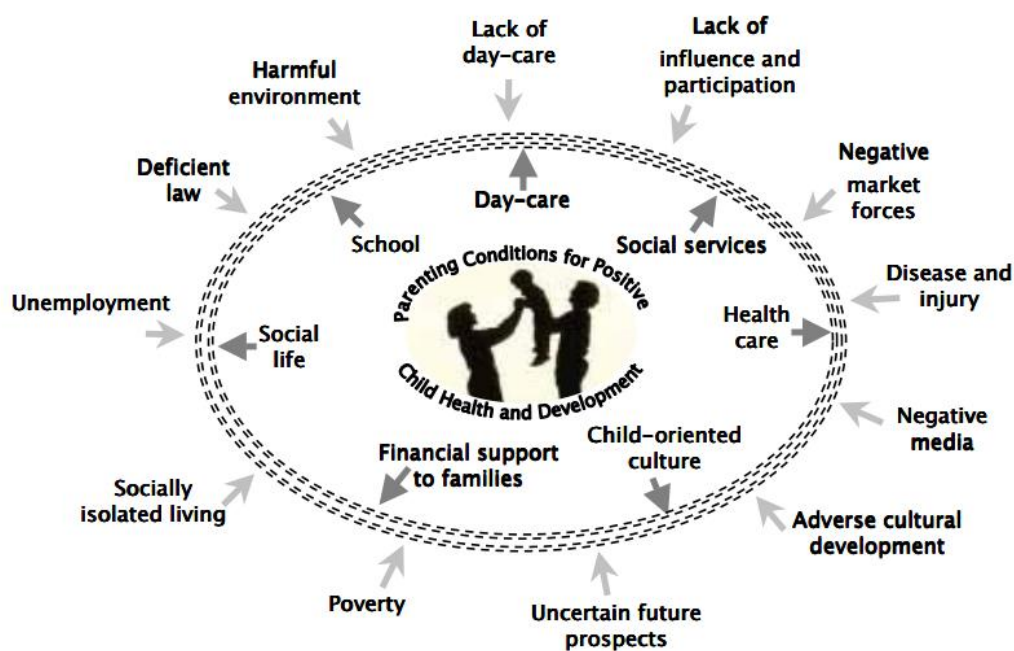 Lack of
day-care
Lack of
influence and
participation
Harmful
environment
Negative
market
forces
Deficient
law
Day-care
School
Social services
Parenting Conditions for Positive
Child Health and Development
Disease and
injury
Unemployment
Health
care
Social
life
Negative
media
Child-oriented
culture
Financial support
to families
Socially
isolated living
Adverse cultural
development
Poverty
Uncertain future
prospects